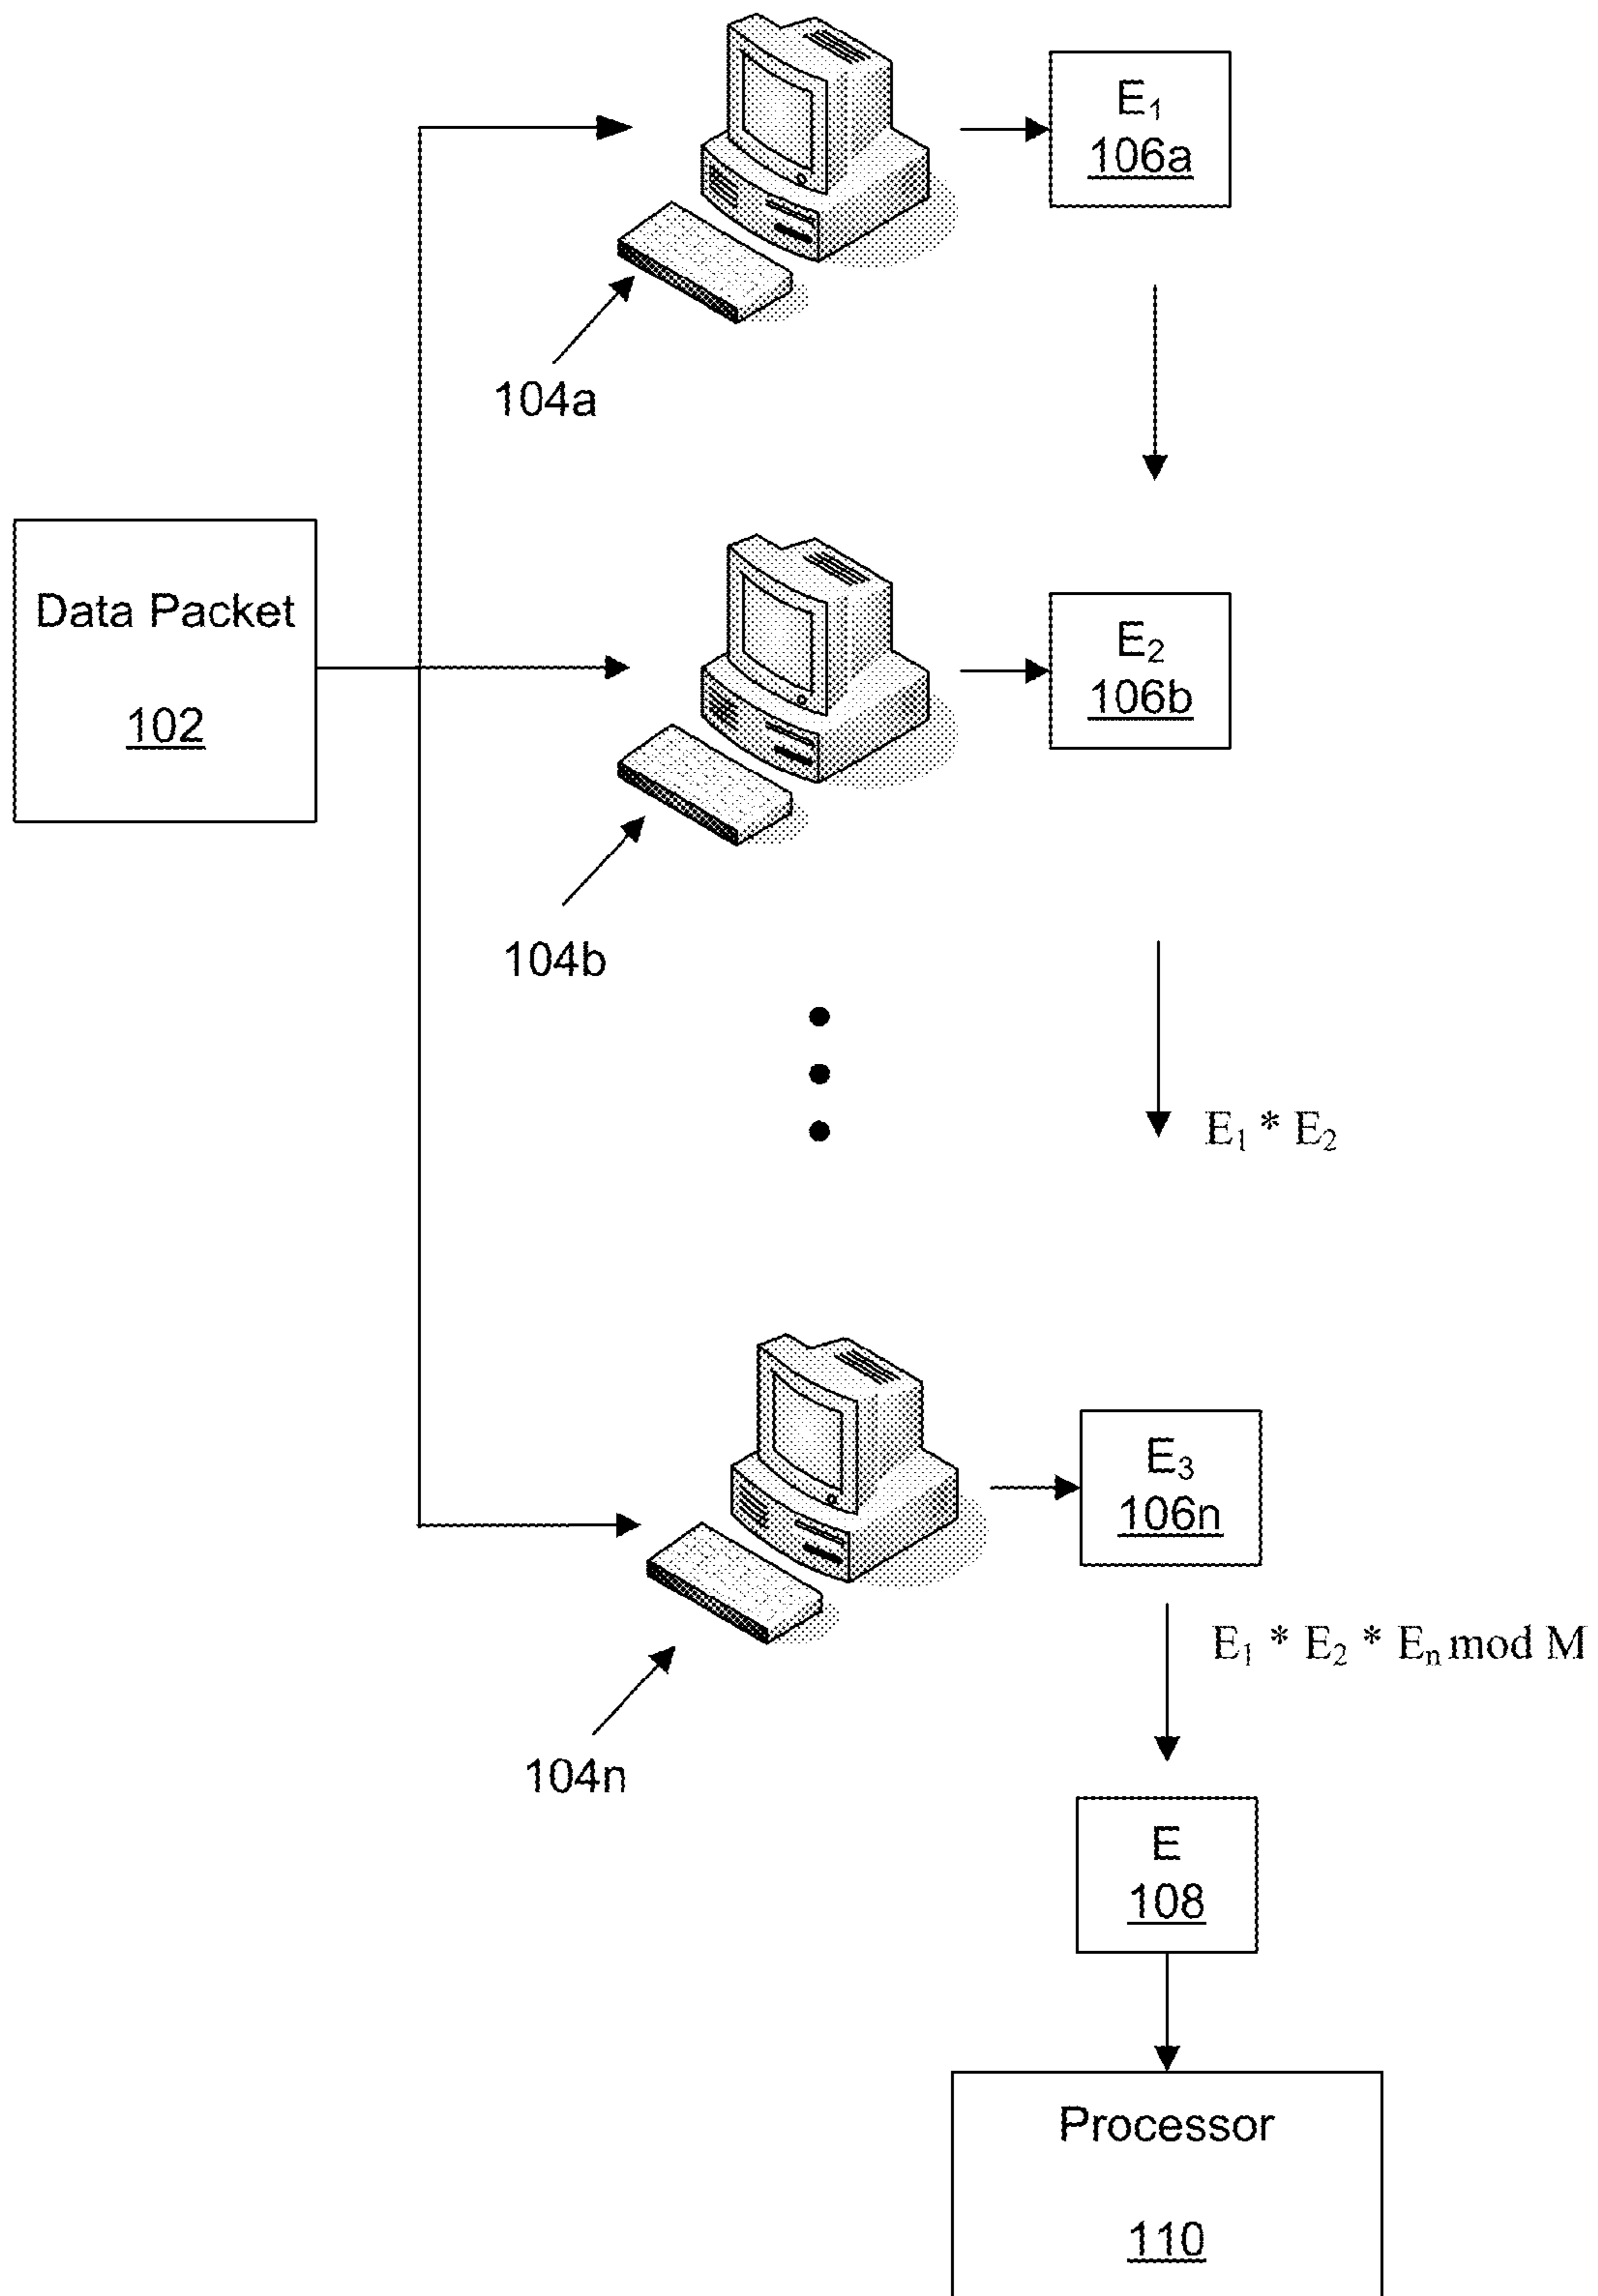 E₁
106a
104a
Data Packet
102
E₂
106b
104b
E₁ * E₂
E₃
106n
E₁ * E₂ * Eₙ mod M
104n
E
108
Processor
110